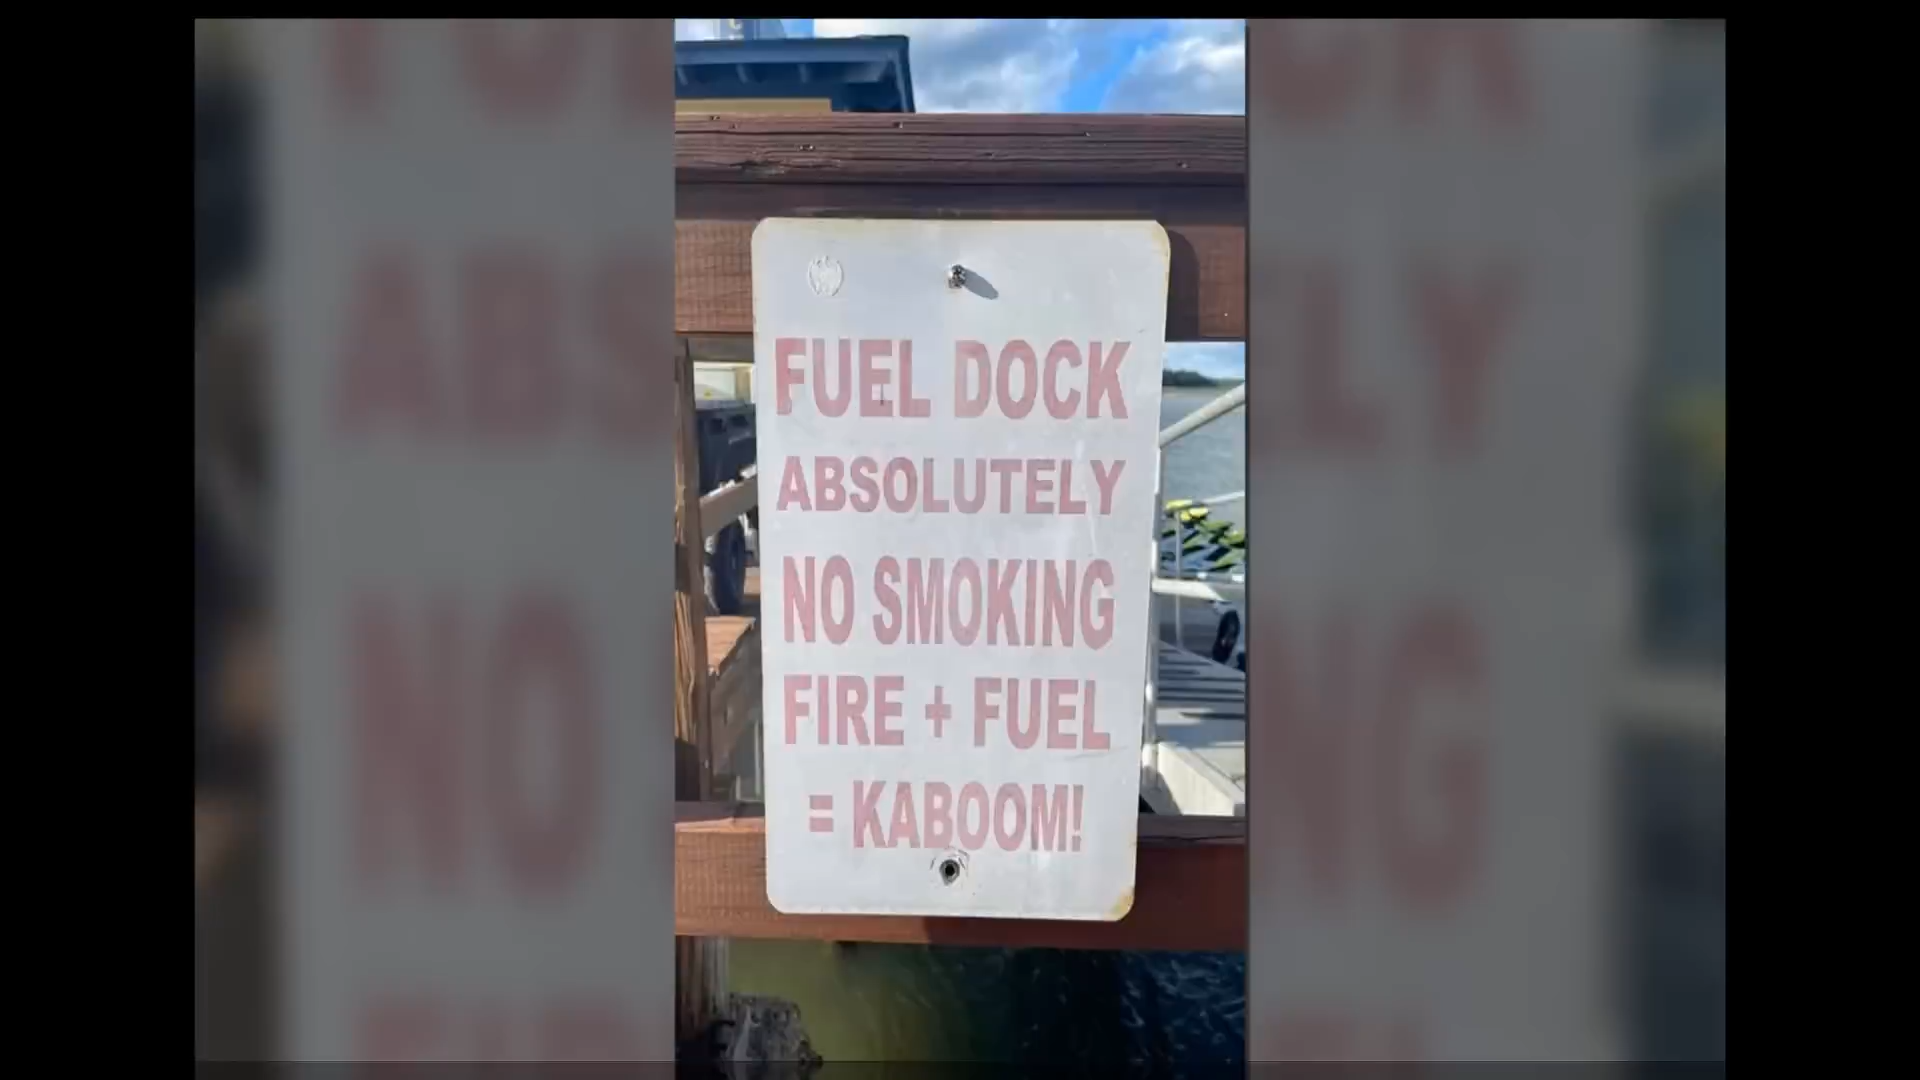 FUEL DOCK
ABSOLUTELY
NO SMOKING
FIRE + FUEL
= KABOOM!